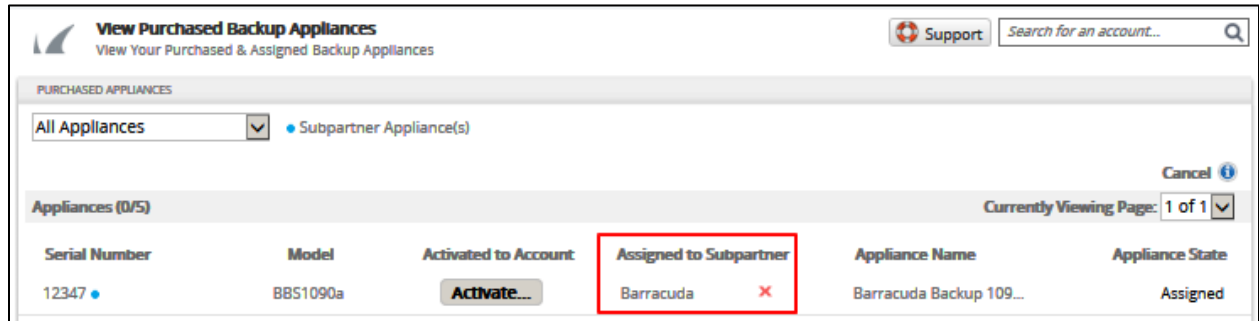 View Purchased Backup Appliances
View Your Purchased & Assigned Backup Appliances
Support
Search for an account...
PURCHASED APPLIANCES
All Appliances
Subpartner Appliance(s)
Cancel
Appliances (0/5)
Currently Viewing Page: 1 of 1
Serial Number Model Activated to Account Assigned to Subpartner Appliance Name Appliance State
12347 BBS1090a Activate... Barracuda Barracuda Backup 109... Assigned